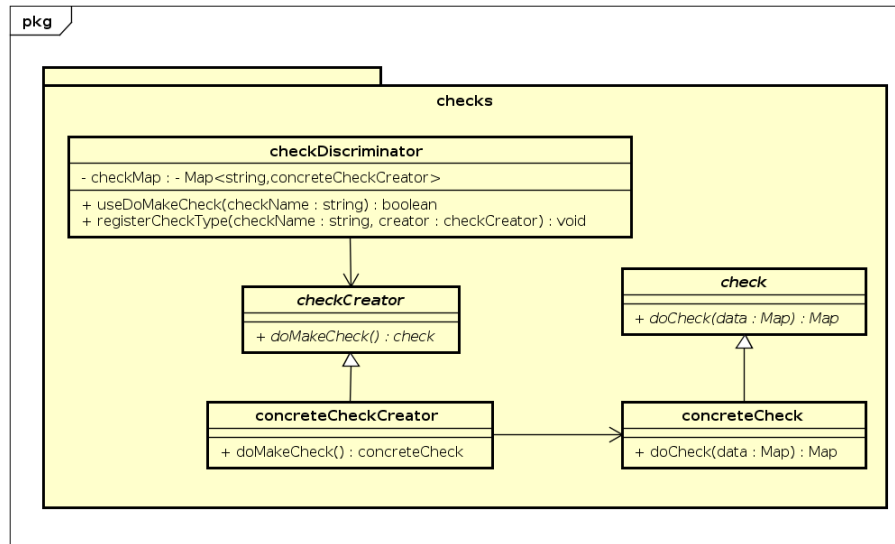 pkg
checks
checkDiscriminator
- checkMap : - Map<string,concreteCheckCreator>
+ useDoMakeCheck(checkName : string) : boolean
+ registerCheckType(checkName : string, creator : checkCreator) : void
checkCreator
+ doMakeCheck() : check
check
+ doCheck(data : Map) : Map
concreteCheckCreator
+ doMakeCheck() : concreteCheck
concreteCheck
+ doCheck(data : Map) : Map